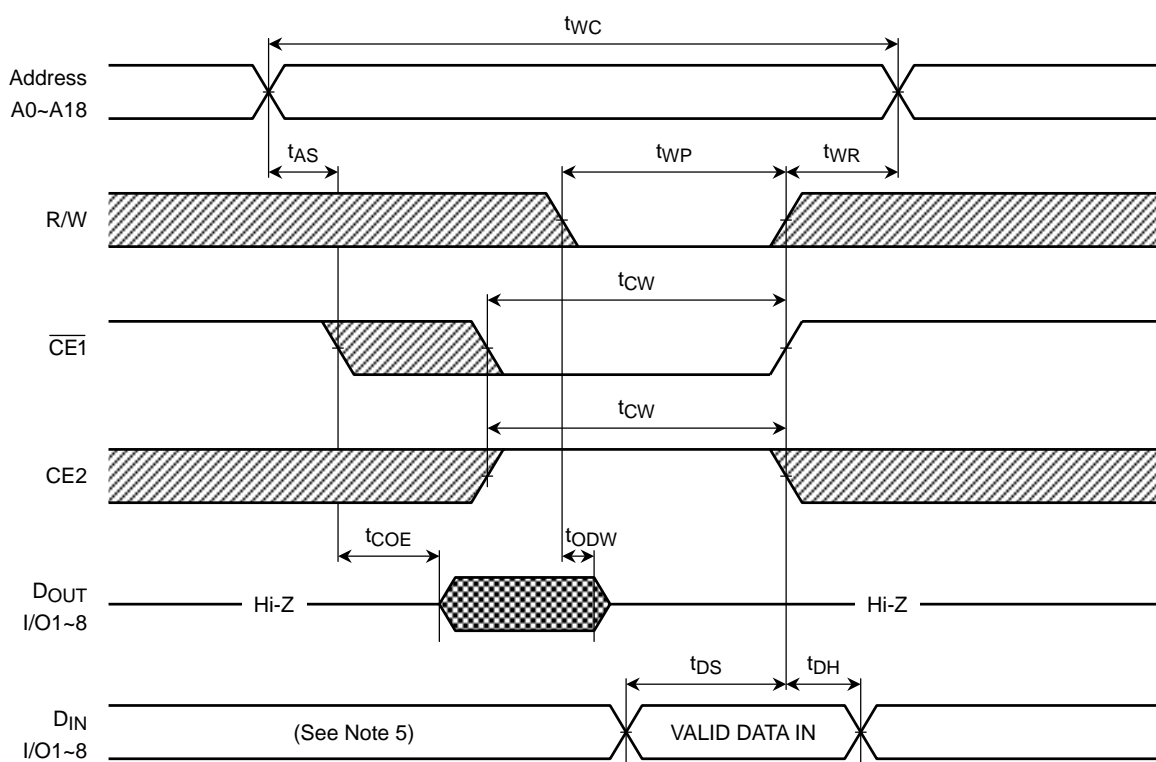 tWC
Address
A0~A18
tAS
tWP
tWR
R/W
tCW
CE1
tCW
CE2
tCOE
tODW
DOUT
I/O1~8
Hi-Z
Hi-Z
tDS
tDH
DIN
I/O1~8
(See Note 5)
VALID DATA IN